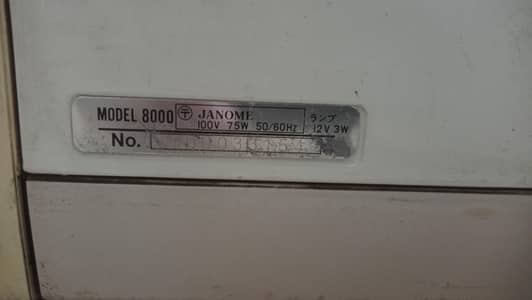 MODEL 8000 〶 JANOME ランプ
100V 75W 50/60Hz 12V 3W
No.